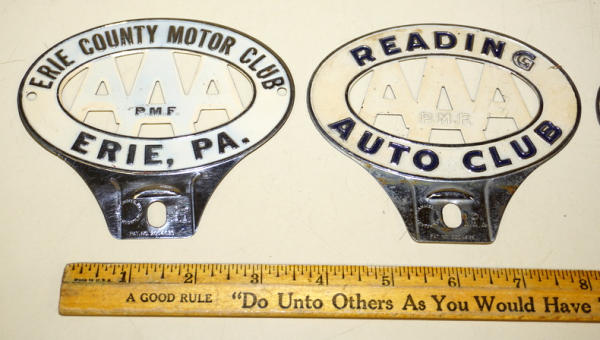 ERIE COUNTY MOTOR CLUB
AAA
P.M.F.
ERIE, PA.
READING
AAA
P.M.F.
AUTO CLUB
1 2 3 4 5 6 7 8
A GOOD RULE "Do Unto Others As You Would Have